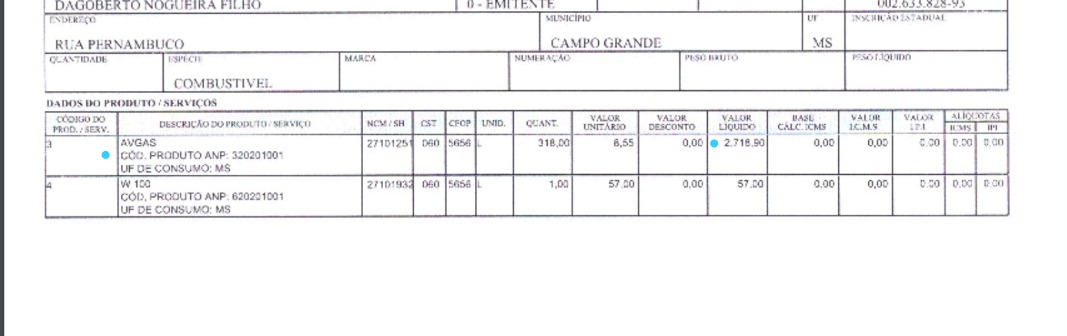 DAGOBERTO NOGUEIRA FILHO 0 - EMITENTE 002.633.828-93
ENDEREÇO MUNICÍPIO UF INSCRIÇÃO ESTADUAL
RUA PERNAMBUCO CAMPO GRANDE MS
QUANTIDADE ESPÉCIE MARCA NUMERAÇÃO PESO BRUTO PESO LÍQUIDO
COMBUSTIVEL
DADOS DO PRODUTO / SERVIÇOS
CÓDIGO DO PROD. / SERV. DESCRIÇÃO DO PRODUTO / SERVIÇO NCM / SH CST CFOP UNID. QUANT. VALOR UNITÁRIO VALOR DESCONTO VALOR LIQUIDO BASE CÁLC. ICMS VALOR I.C.M.S VALOR I.P.I. ALÍQUOTAS
ICMS IPI
3 AVGAS 27101251 060 5656 L 318,00 8,55 0,00 2.718,90 0,00 0,00 0,00 0,00 0,00
CÓD. PRODUTO ANP: 320201001
UF DE CONSUMO: MS
4 W 100 27101932 060 5656 L 1,00 57,00 0,00 57,00 0,00 0,00 0,00 0,00 0,00
CÓD. PRODUTO ANP: 620201001
UF DE CONSUMO: MS